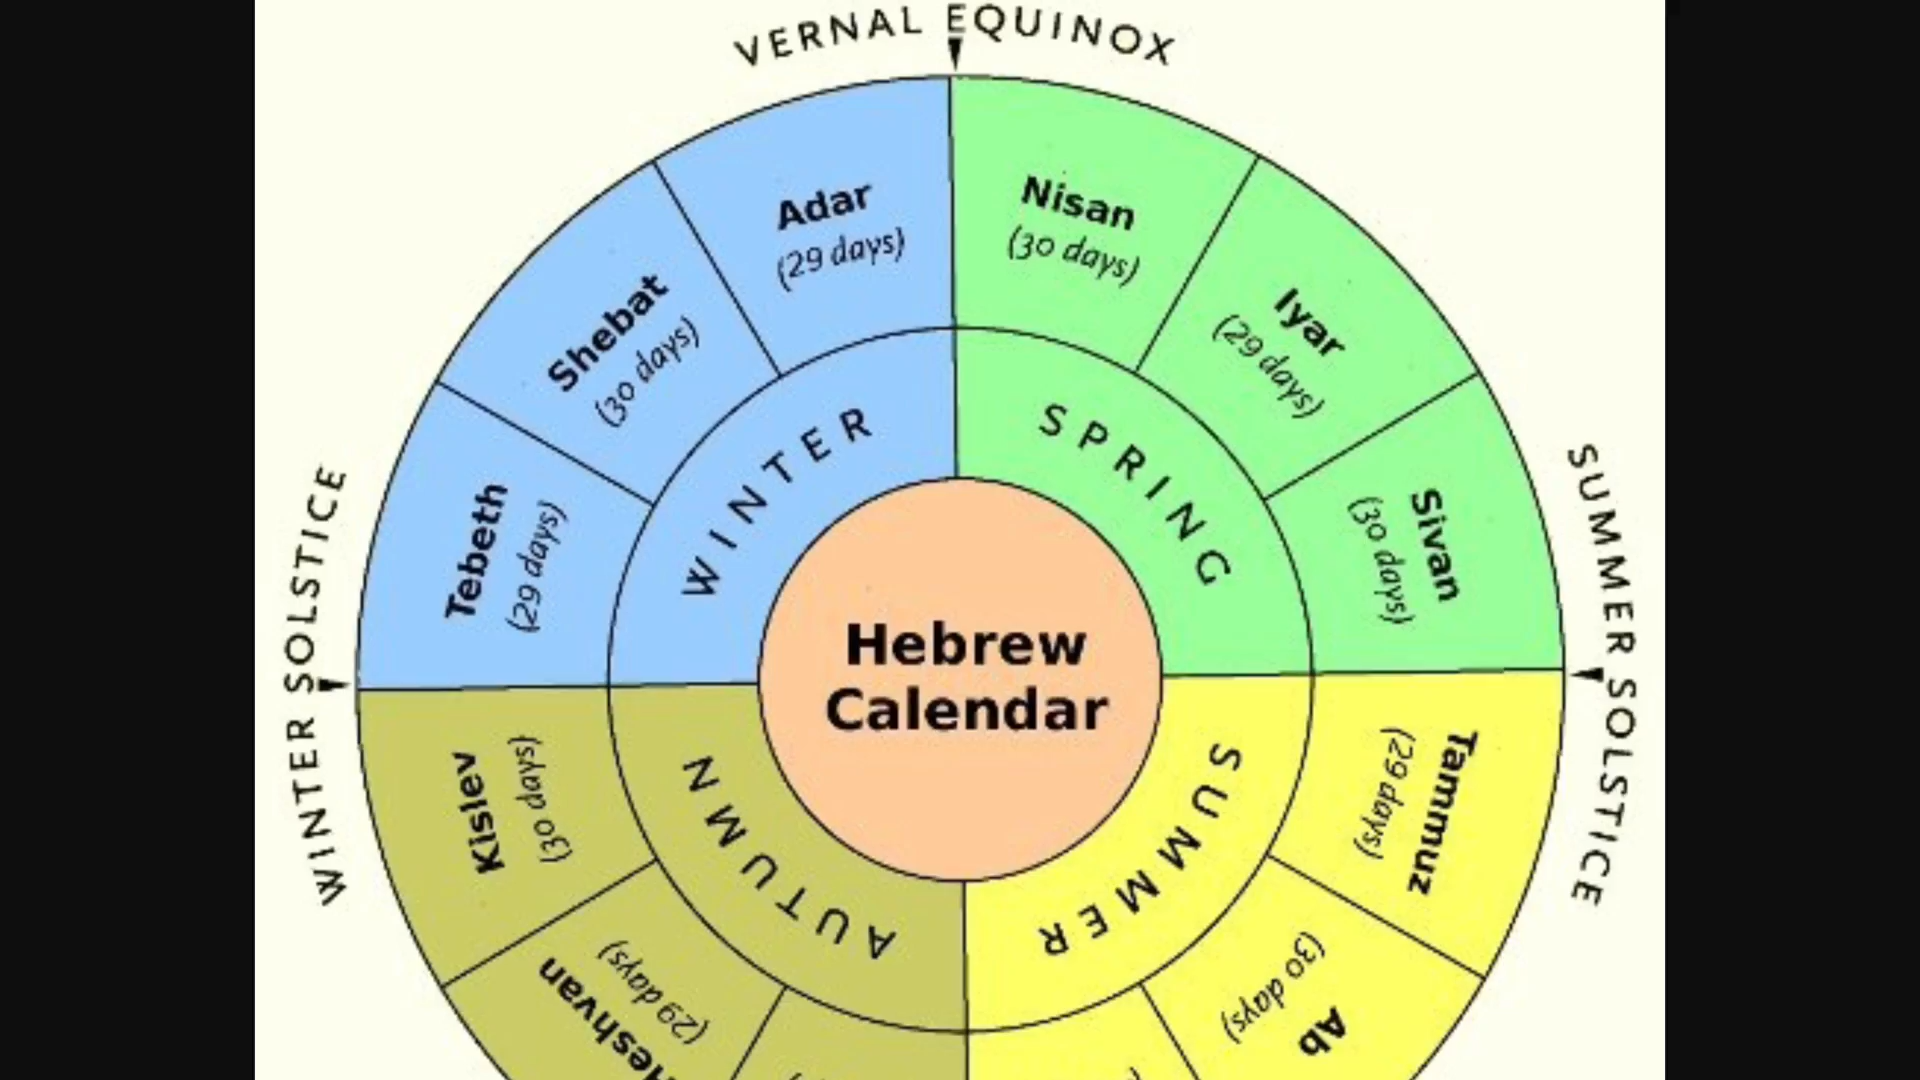 VERNAL EQUINOX
Adar
(29 days)
Nisan
(30 days)
Shebat
(30 days)
Iyar
(29 days)
Tebeth
(29 days)
Sivan
(30 days)
WINTER
SPRING
WINTER SOLSTICE
SUMMER SOLSTICE
Hebrew
Calendar
Kislev
(30 days)
Tammuz
(29 days)
AUTUMN
SUMMER
(29 days)
(30 days)
Ab